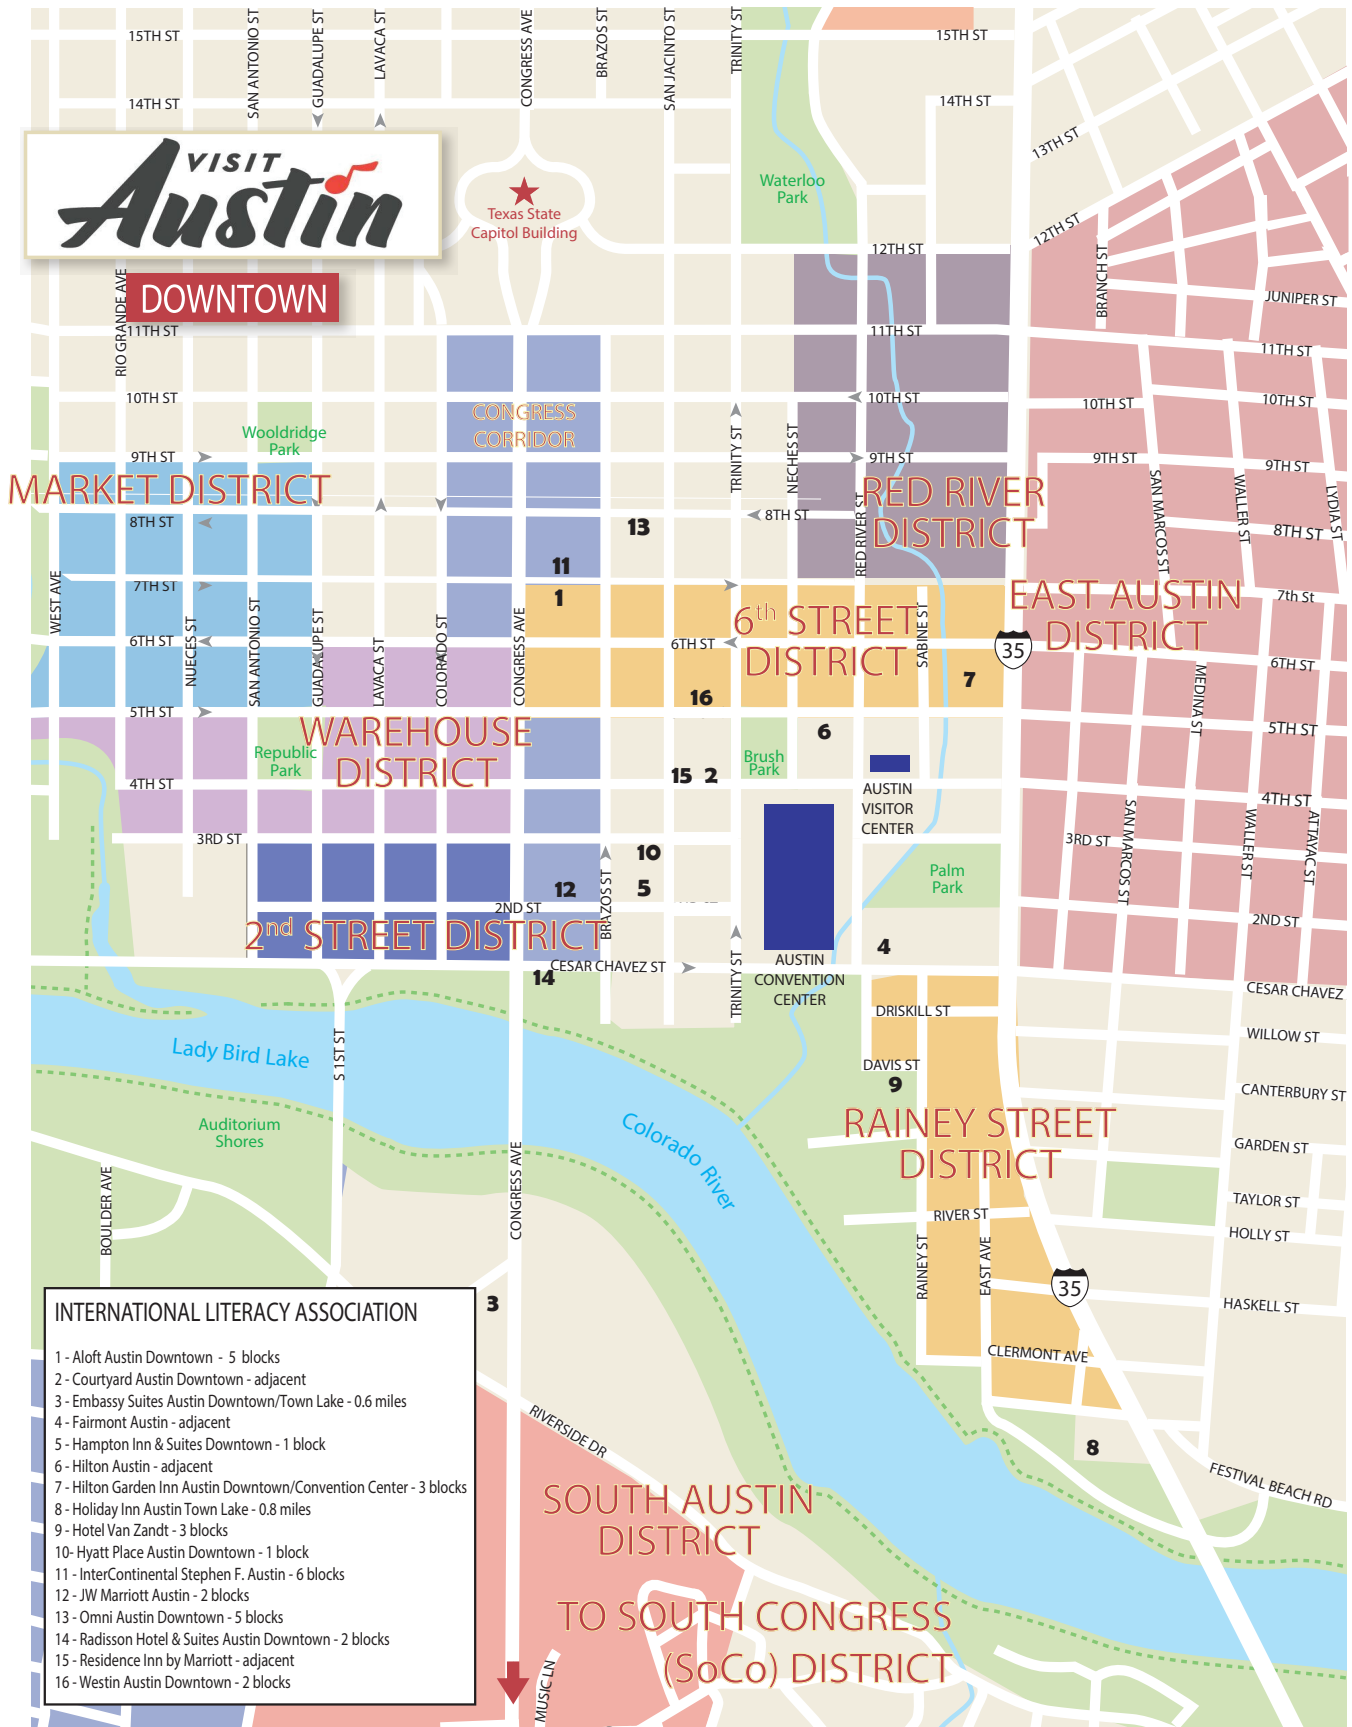 15TH ST
15TH ST
14TH ST
14TH ST
SAN ANTONIO ST
GUADALUPE ST
LAVACA ST
CONGRESS AVE
BRAZOS ST
SAN JACINTO ST
TRINITY ST
13TH ST
VISIT
Austin
DOWNTOWN
Texas State
Capitol Building
Waterloo
Park
12TH ST
12TH ST
BRANCH ST
JUNIPER ST
RIO GRANDE AVE
11TH ST
11TH ST
11TH ST
10TH ST
10TH ST
10TH ST
10TH ST
CONGRESS
CORRIDOR
Wooldridge
Park
9TH ST
9TH ST
9TH ST
9TH ST
TRINITY ST
NECHES ST
MARKET DISTRICT
RED RIVER
DISTRICT
RED RIVER ST
SAN MARCOS ST
WALLER ST
LYDIA ST
8TH ST
8TH ST
8TH ST
13
11
7TH ST
7th St
1
WEST AVE
NUECES ST
SAN ANTONIO ST
GUADALUPE ST
LAVACA ST
COLORADO ST
CONGRESS AVE
6th STREET
DISTRICT
SABINE ST
EAST AUSTIN
DISTRICT
35
6TH ST
6TH ST
6TH ST
MEDINA ST
7
16
5TH ST
5TH ST
WAREHOUSE
DISTRICT
6
Republic
Park
Brush
Park
15
2
4TH ST
4TH ST
AUSTIN
VISITOR
CENTER
SAN MARCOS ST
WALLER ST
ATTAYAC ST
3RD ST
3RD ST
10
Palm
Park
12
5
BRAZOS ST
2ND ST
2ND ST
2nd STREET DISTRICT
4
CESAR CHAVEZ ST
14
TRINITY ST
AUSTIN
CONVENTION
CENTER
CESAR CHAVEZ
DRISKILL ST
WILLOW ST
S 1ST ST
Lady Bird Lake
DAVIS ST
9
CANTERBURY ST
Auditorium
Shores
Colorado River
RAINEY STREET
DISTRICT
GARDEN ST
BOULDER AVE
CONGRESS AVE
TAYLOR ST
RIVER ST
HOLLY ST
RAINEY ST
EAST AVE
35
HASKELL ST
3
CLERMONT AVE
RIVERSIDE DR
8
FESTIVAL BEACH RD
SOUTH AUSTIN
DISTRICT
TO SOUTH CONGRESS
(SoCo) DISTRICT
MUSIC LN
INTERNATIONAL LITERACY ASSOCIATION
1 - Aloft Austin Downtown - 5 blocks
2 - Courtyard Austin Downtown - adjacent
3 - Embassy Suites Austin Downtown/Town Lake - 0.6 miles
4 - Fairmont Austin - adjacent
5 - Hampton Inn & Suites Downtown - 1 block
6 - Hilton Austin - adjacent
7 - Hilton Garden Inn Austin Downtown/Convention Center - 3 blocks
8 - Holiday Inn Austin Town Lake - 0.8 miles
9 - Hotel Van Zandt - 3 blocks
10- Hyatt Place Austin Downtown - 1 block
11 - InterContinental Stephen F. Austin - 6 blocks
12 - JW Marriott Austin - 2 blocks
13 - Omni Austin Downtown - 5 blocks
14 - Radisson Hotel & Suites Austin Downtown - 2 blocks
15 - Residence Inn by Marriott - adjacent
16 - Westin Austin Downtown - 2 blocks